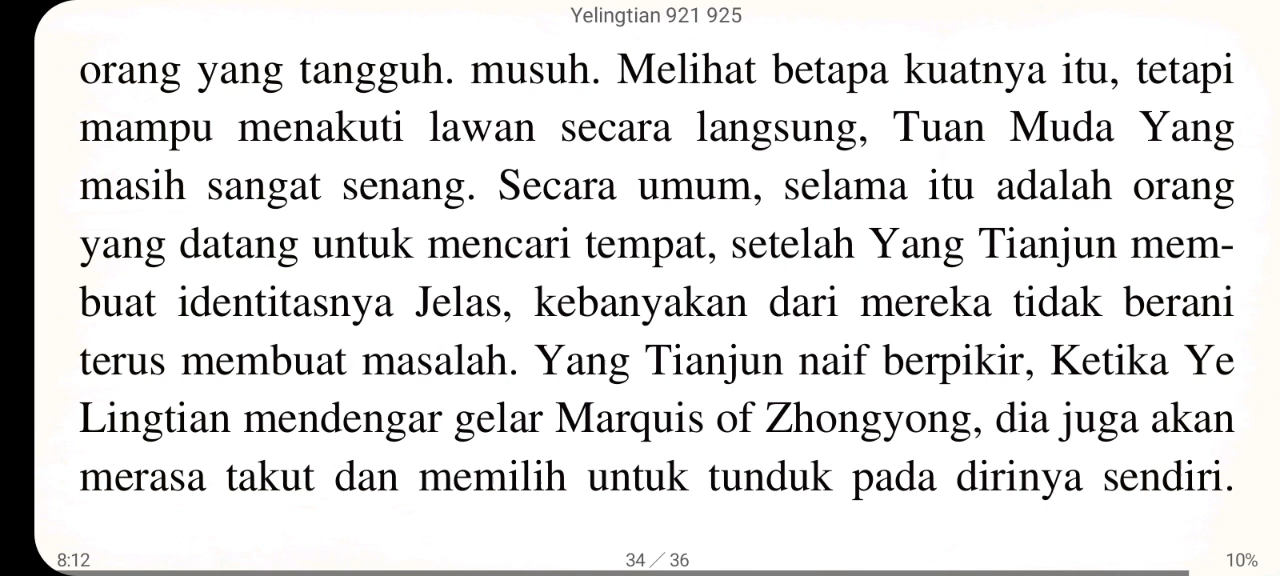 Yelingtian 921 925
orang yang tangguh. musuh. Melihat betapa kuatnya itu, tetapi
mampu menakuti lawan secara langsung, Tuan Muda Yang
masih sangat senang. Secara umum, selama itu adalah orang
yang datang untuk mencari tempat, setelah Yang Tianjun mem-
buat identitasnya Jelas, kebanyakan dari mereka tidak berani
terus membuat masalah. Yang Tianjun naif berpikir, Ketika Ye
Lingtian mendengar gelar Marquis of Zhongyong, dia juga akan
merasa takut dan memilih untuk tunduk pada dirinya sendiri.
8:12 34 / 36 10%